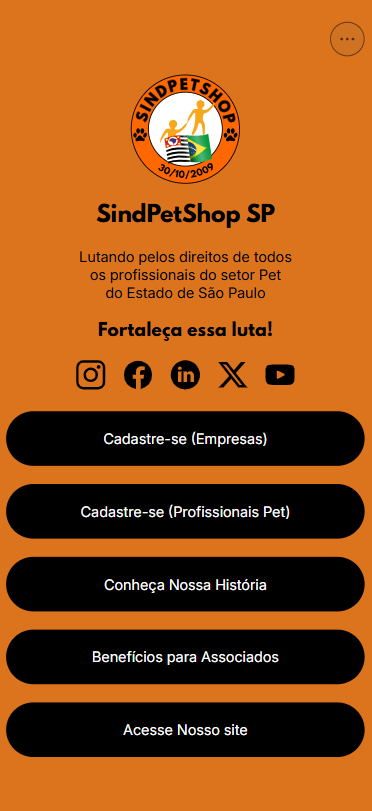 SINDPETSHOP
30/10/2009
SindPetShop SP
Lutando pelos direitos de todos
os profissionais do setor Pet
do Estado de São Paulo
Fortaleça essa luta!
Cadastre-se (Empresas)
Cadastre-se (Profissionais Pet)
Conheça Nossa História
Benefícios para Associados
Acesse Nosso site